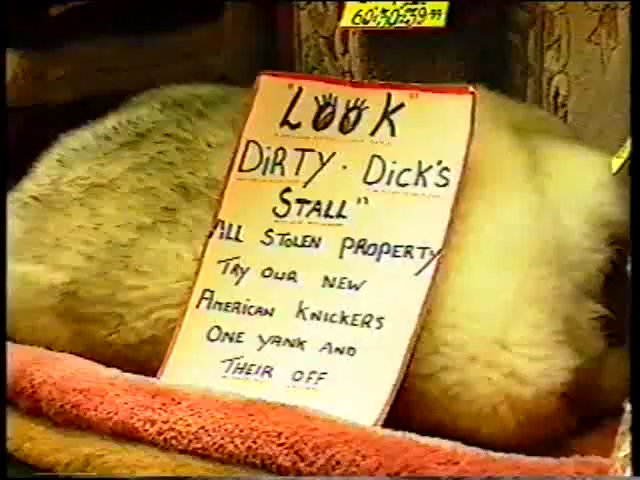 "LOOK"
DIRTY. DICK'S
STALL"
ALL STOLEN PROPERTY
TRY OUR NEW
AMERICAN KNICKERS
ONE YANK AND
THEIR OFF